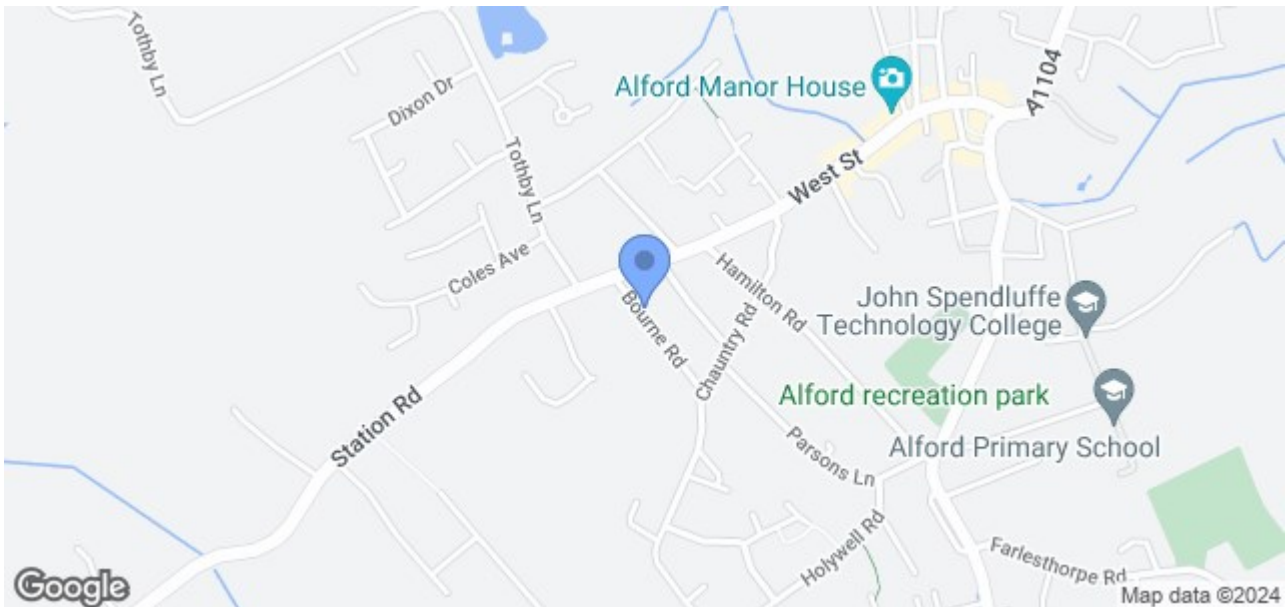 Tothby Ln
Dixon Dr
Tothby Ln
Coles Ave
Alford Manor House
A1104
West St
Bourne Rd
Hamilton Rd
Chauntry Rd
John Spendluffe
Technology College
Alford recreation park
Alford Primary School
Station Rd
Parsons Ln
Holywell Rd
Farlesthorpe Rd
Google
Map data ©2024